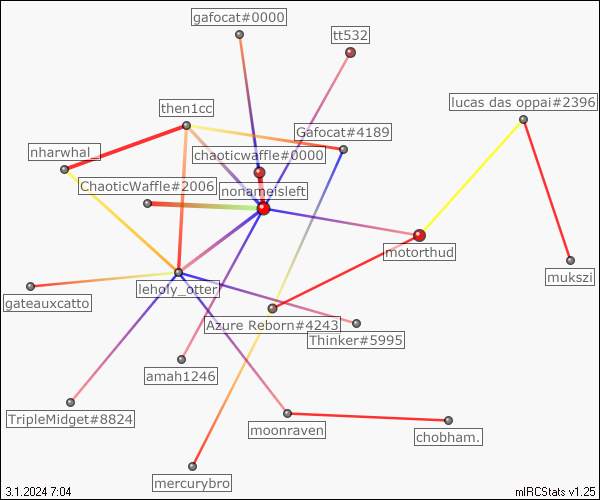 gafocat#0000
tt532
lucas das oppai#2396
then1cc
Gafocat#4189
nharwhal_
chaoticwaffle#0000
ChaoticWaffle#2006
nonameisleft
motorthud
mukszi
leholy_otter
gateauxcatto
Azure Reborn#4243
Thinker#5995
amah1246
TripleMidget#8824
moonraven
chobham.
mercurybro
3.1.2024 7:04
mIRCStats v1.25